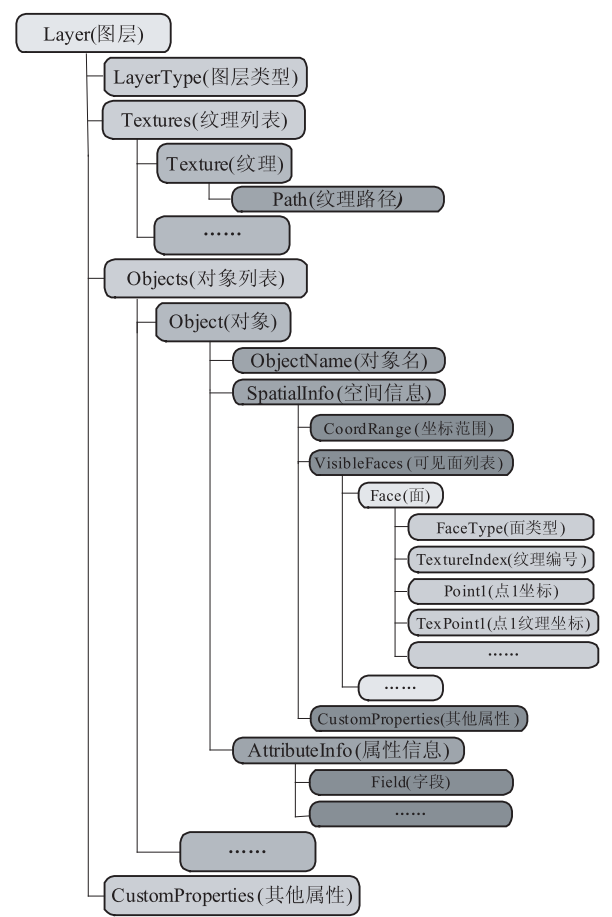 Layer(图层)
LayerType(图层类型)
Textures(纹理列表)
Texture(纹理)
Path(纹理路径)
……
Objects(对象列表)
Object(对象)
ObjectName(对象名)
SpatialInfo(空间信息)
CoordRange(坐标范围)
VisibleFaces(可见面列表)
Face(面)
FaceType(面类型)
TextureIndex(纹理编号)
Point1(点1坐标)
TexPoint1(点1纹理坐标)
……
……
CustomProperties(其他属性)
AttributeInfo(属性信息)
Field(字段)
……
……
CustomProperties(其他属性)